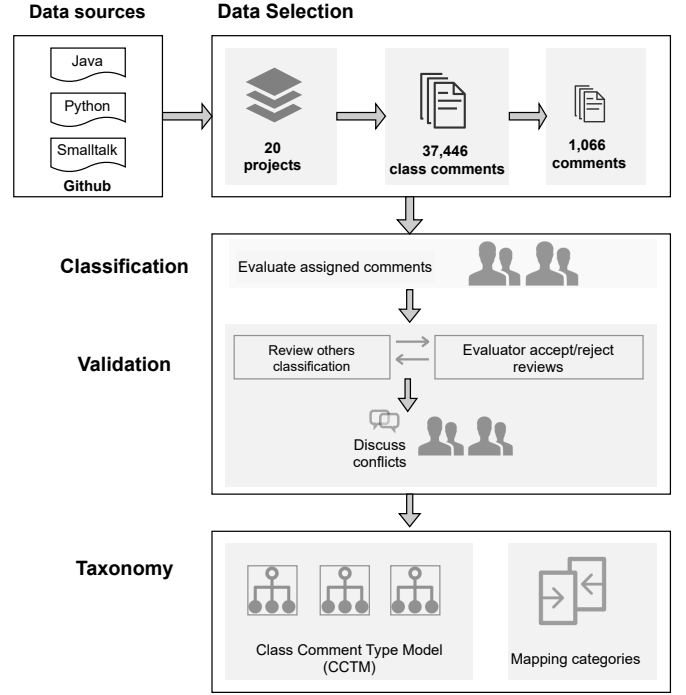 Data sources
Data Selection
Java
Python
Smalltalk
Github
20
projects
37,446
class comments
1,066
comments
Classification
Evaluate assigned comments
Validation
Review others
classification
Evaluator accept/reject
reviews
Discuss
conflicts
Taxonomy
Class Comment Type Model
(CCTM)
Mapping categories